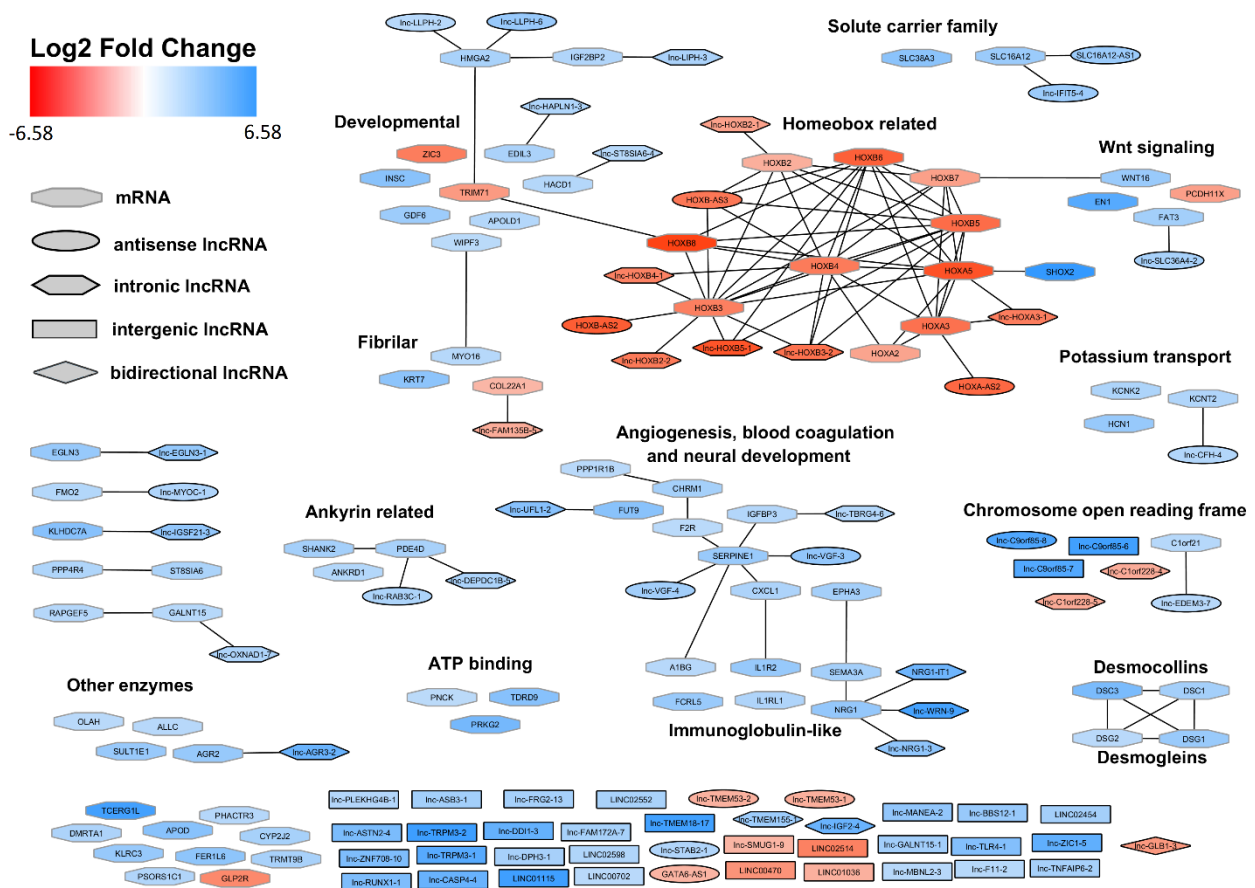 Log2 Fold Change
-6.58
6.58
mRNA
antisense lncRNA
intronic lncRNA
intergenic lncRNA
bidirectional lncRNA
lnc-LLPH-2
lnc-LLPH-6
HMGA2
IGF2BP2
lnc-LIPH-3
Developmental
lnc-HAPLN1-3
ZIC3
EDIL3
lnc-ST8SIA6-4
INSC
TRIM71
HACD1
GDF6
APOLD1
WIPF3
Solute carrier family
SLC38A3
SLC16A12
SLC16A12-AS1
lnc-IFIT5-4
Homeobox related
lnc-HOXB2-1
HOXB2
HOXB6
HOXB7
HOXB-AS3
HOXB5
HOXB8
HOXB4
HOXA5
SHOX2
lnc-HOXB4-1
HOXB3
HOXA3
lnc-HOXA3-1
HOXB-AS2
lnc-HOXB2-2
lnc-HOXB5-1
lnc-HOXB3-2
HOXA2
HOXA-AS2
Wnt signaling
WNT16
PCDH11X
EN1
FAT3
lnc-SLC36A4-2
Fibrilar
MYO16
KRT7
COL22A1
lnc-FAM135B-5
Potassium transport
KCNK2
KCNT2
HCN1
lnc-CFH-4
EGLN3
lnc-EGLN3-1
FMO2
lnc-MYOC-1
KLHDC7A
lnc-IGSF21-3
PPP4R4
ST8SIA6
RAPGEF5
GALNT15
lnc-OXNAD1-7
Ankyrin related
SHANK2
PDE4D
ANKRD1
lnc-DEPDC1B-5
lnc-RAB3C-1
Angiogenesis, blood coagulation
and neural development
PPP1R1B
CHRM1
lnc-UFL1-2
FUT9
F2R
IGFBP3
lnc-TBRG4-6
SERPINE1
lnc-VGF-3
lnc-VGF-4
CXCL1
EPHA3
A1BG
IL1R2
SEMA3A
NRG1-IT1
FCRL5
IL1RL1
NRG1
lnc-WRN-9
lnc-NRG1-3
Immunoglobulin-like
Chromosome open reading frame
lnc-C9orf85-8
lnc-C9orf85-6
C1orf21
lnc-C9orf85-7
lnc-C1orf228-4
lnc-C1orf228-5
lnc-EDEM3-7
Desmocollins
DSC3
DSC1
DSG2
DSG1
Desmogleins
Other enzymes
OLAH
ALLC
SULT1E1
AGR2
lnc-AGR3-2
ATP binding
PNCK
TDRD9
PRKG2
TCERG1L
PHACTR3
DMRTA1
APOD
CYP2J2
KLRC3
FER1L6
TRMT9B
PSORS1C1
GLP2R
lnc-PLEKHG4B-1
lnc-ASB3-1
lnc-FRG2-13
LINC02552
lnc-TMEM53-2
lnc-TMEM53-1
lnc-MANEA-2
lnc-BBS12-1
LINC02454
lnc-ASTN2-4
lnc-TRPM3-2
lnc-DDI1-3
lnc-FAM172A-7
lnc-TMEM18-17
lnc-TMEM155-1
lnc-IGF2-4
lnc-ZNF708-10
lnc-TRPM3-1
lnc-DPH3-1
LINC02598
lnc-STAB2-1
lnc-SMUG1-9
LINC02514
lnc-GALNT15-1
lnc-TLR4-1
lnc-ZIC1-5
lnc-GLB1-3
lnc-RUNX1-1
lnc-CASP4-4
LINC01115
LINC00702
GATA6-AS1
LINC00470
LINC01036
lnc-MBNL2-3
lnc-F11-2
lnc-TNFAIP6-2